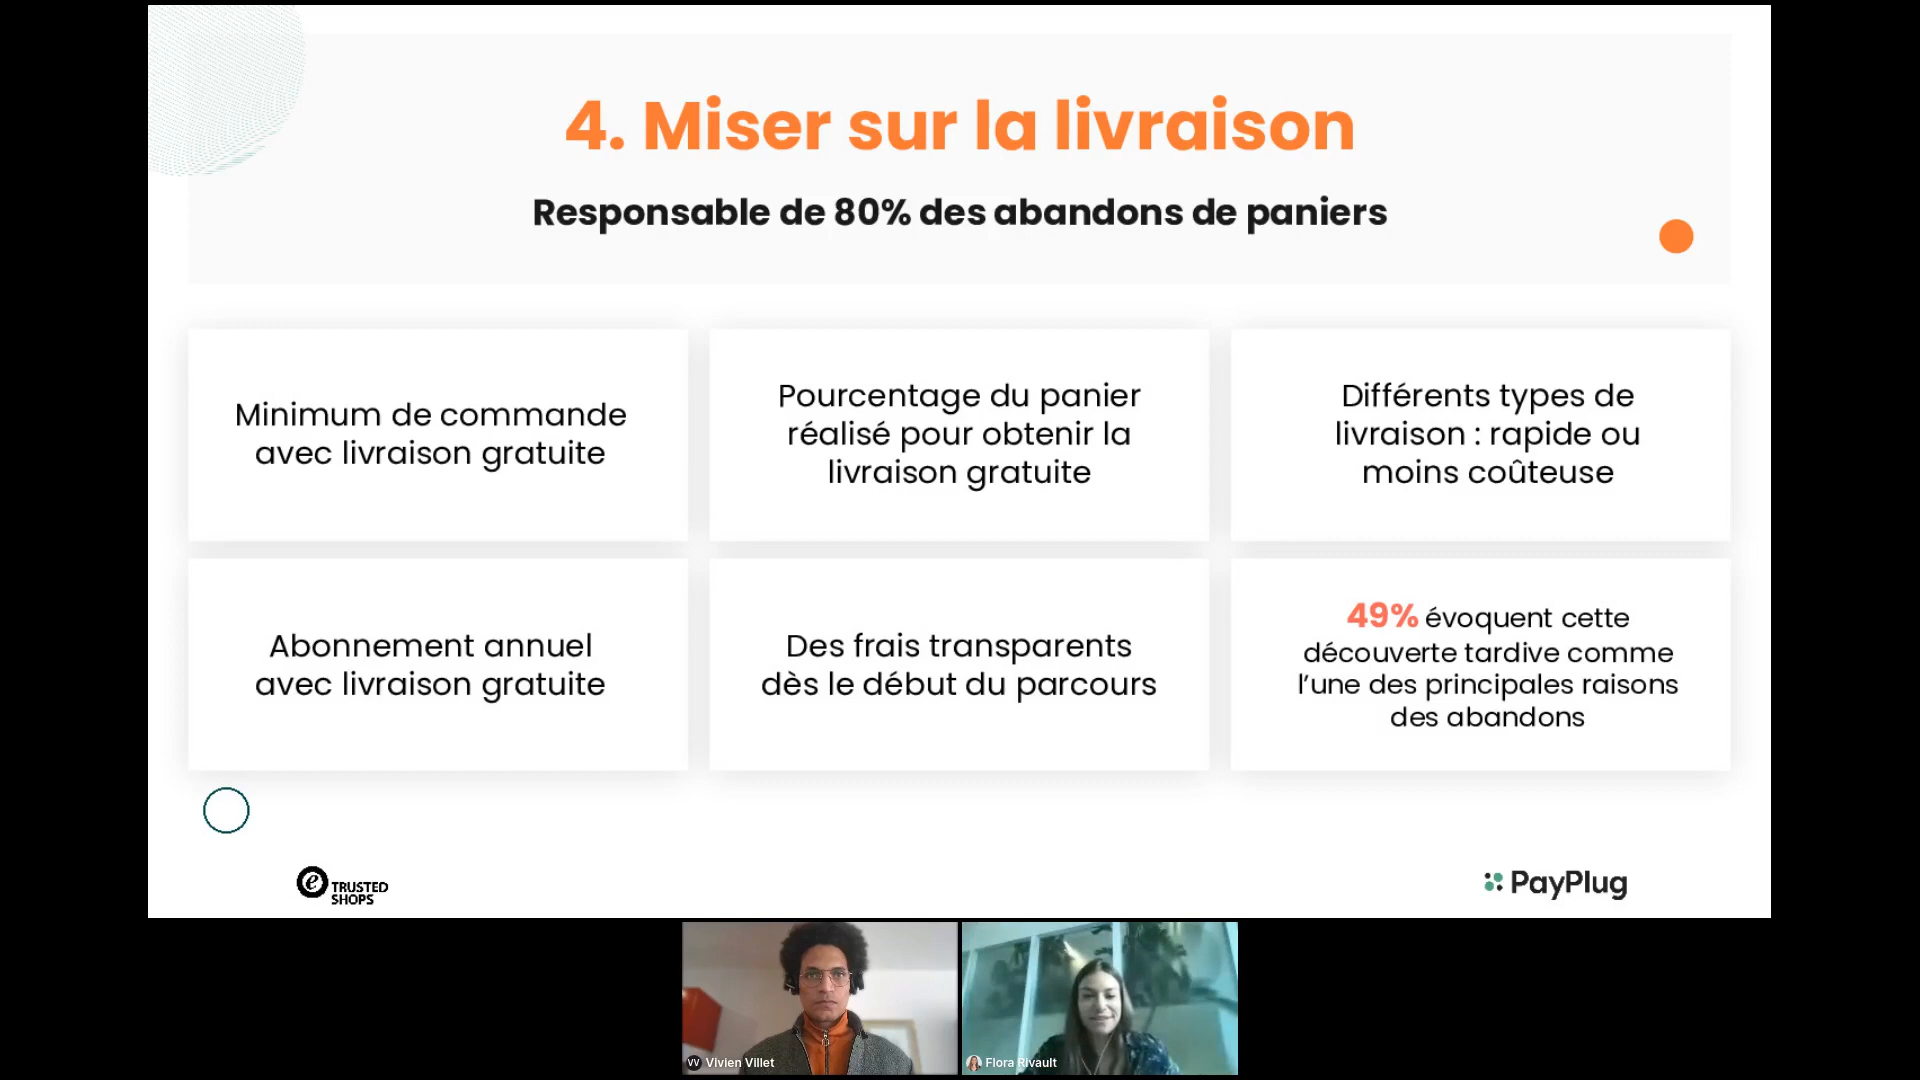 4. Miser sur la livraison
Responsable de 80% des abandons de paniers
Minimum de commande
avec livraison gratuite
Pourcentage du panier
réalisé pour obtenir la
livraison gratuite
Différents types de
livraison : rapide ou
moins coûteuse
Abonnement annuel
avec livraison gratuite
Des frais transparents
dès le début du parcours
49% évoquent cette
découverte tardive comme
l’une des principales raisons
des abandons
e TRUSTED
SHOPS
PayPlug
VV Vivien Villet
Flora Rivault